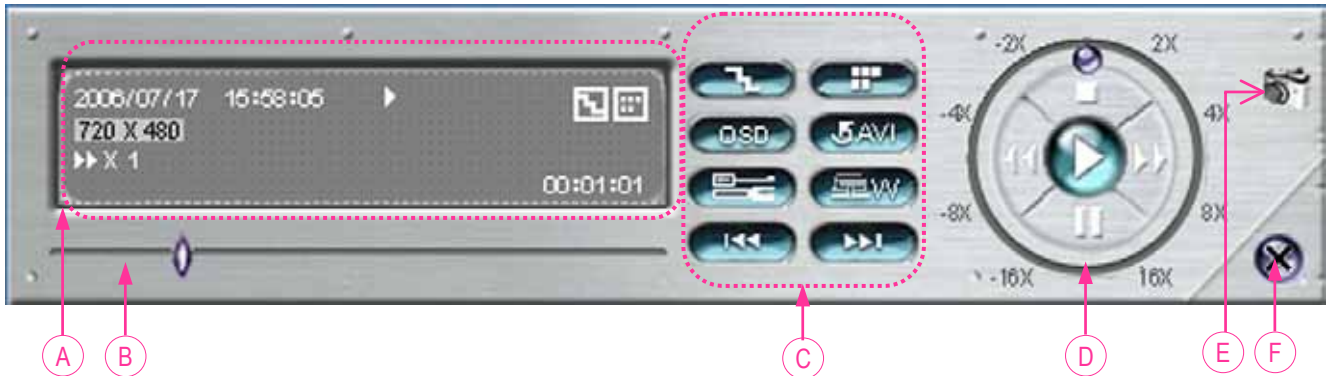 2006/07/17 15:58:05
720 X 480
X 1
00:01:01
OSD
AVI
W
-2X
2X
-4X
4X
-8X
8X
-16X
16X
A
B
C
D
E
F